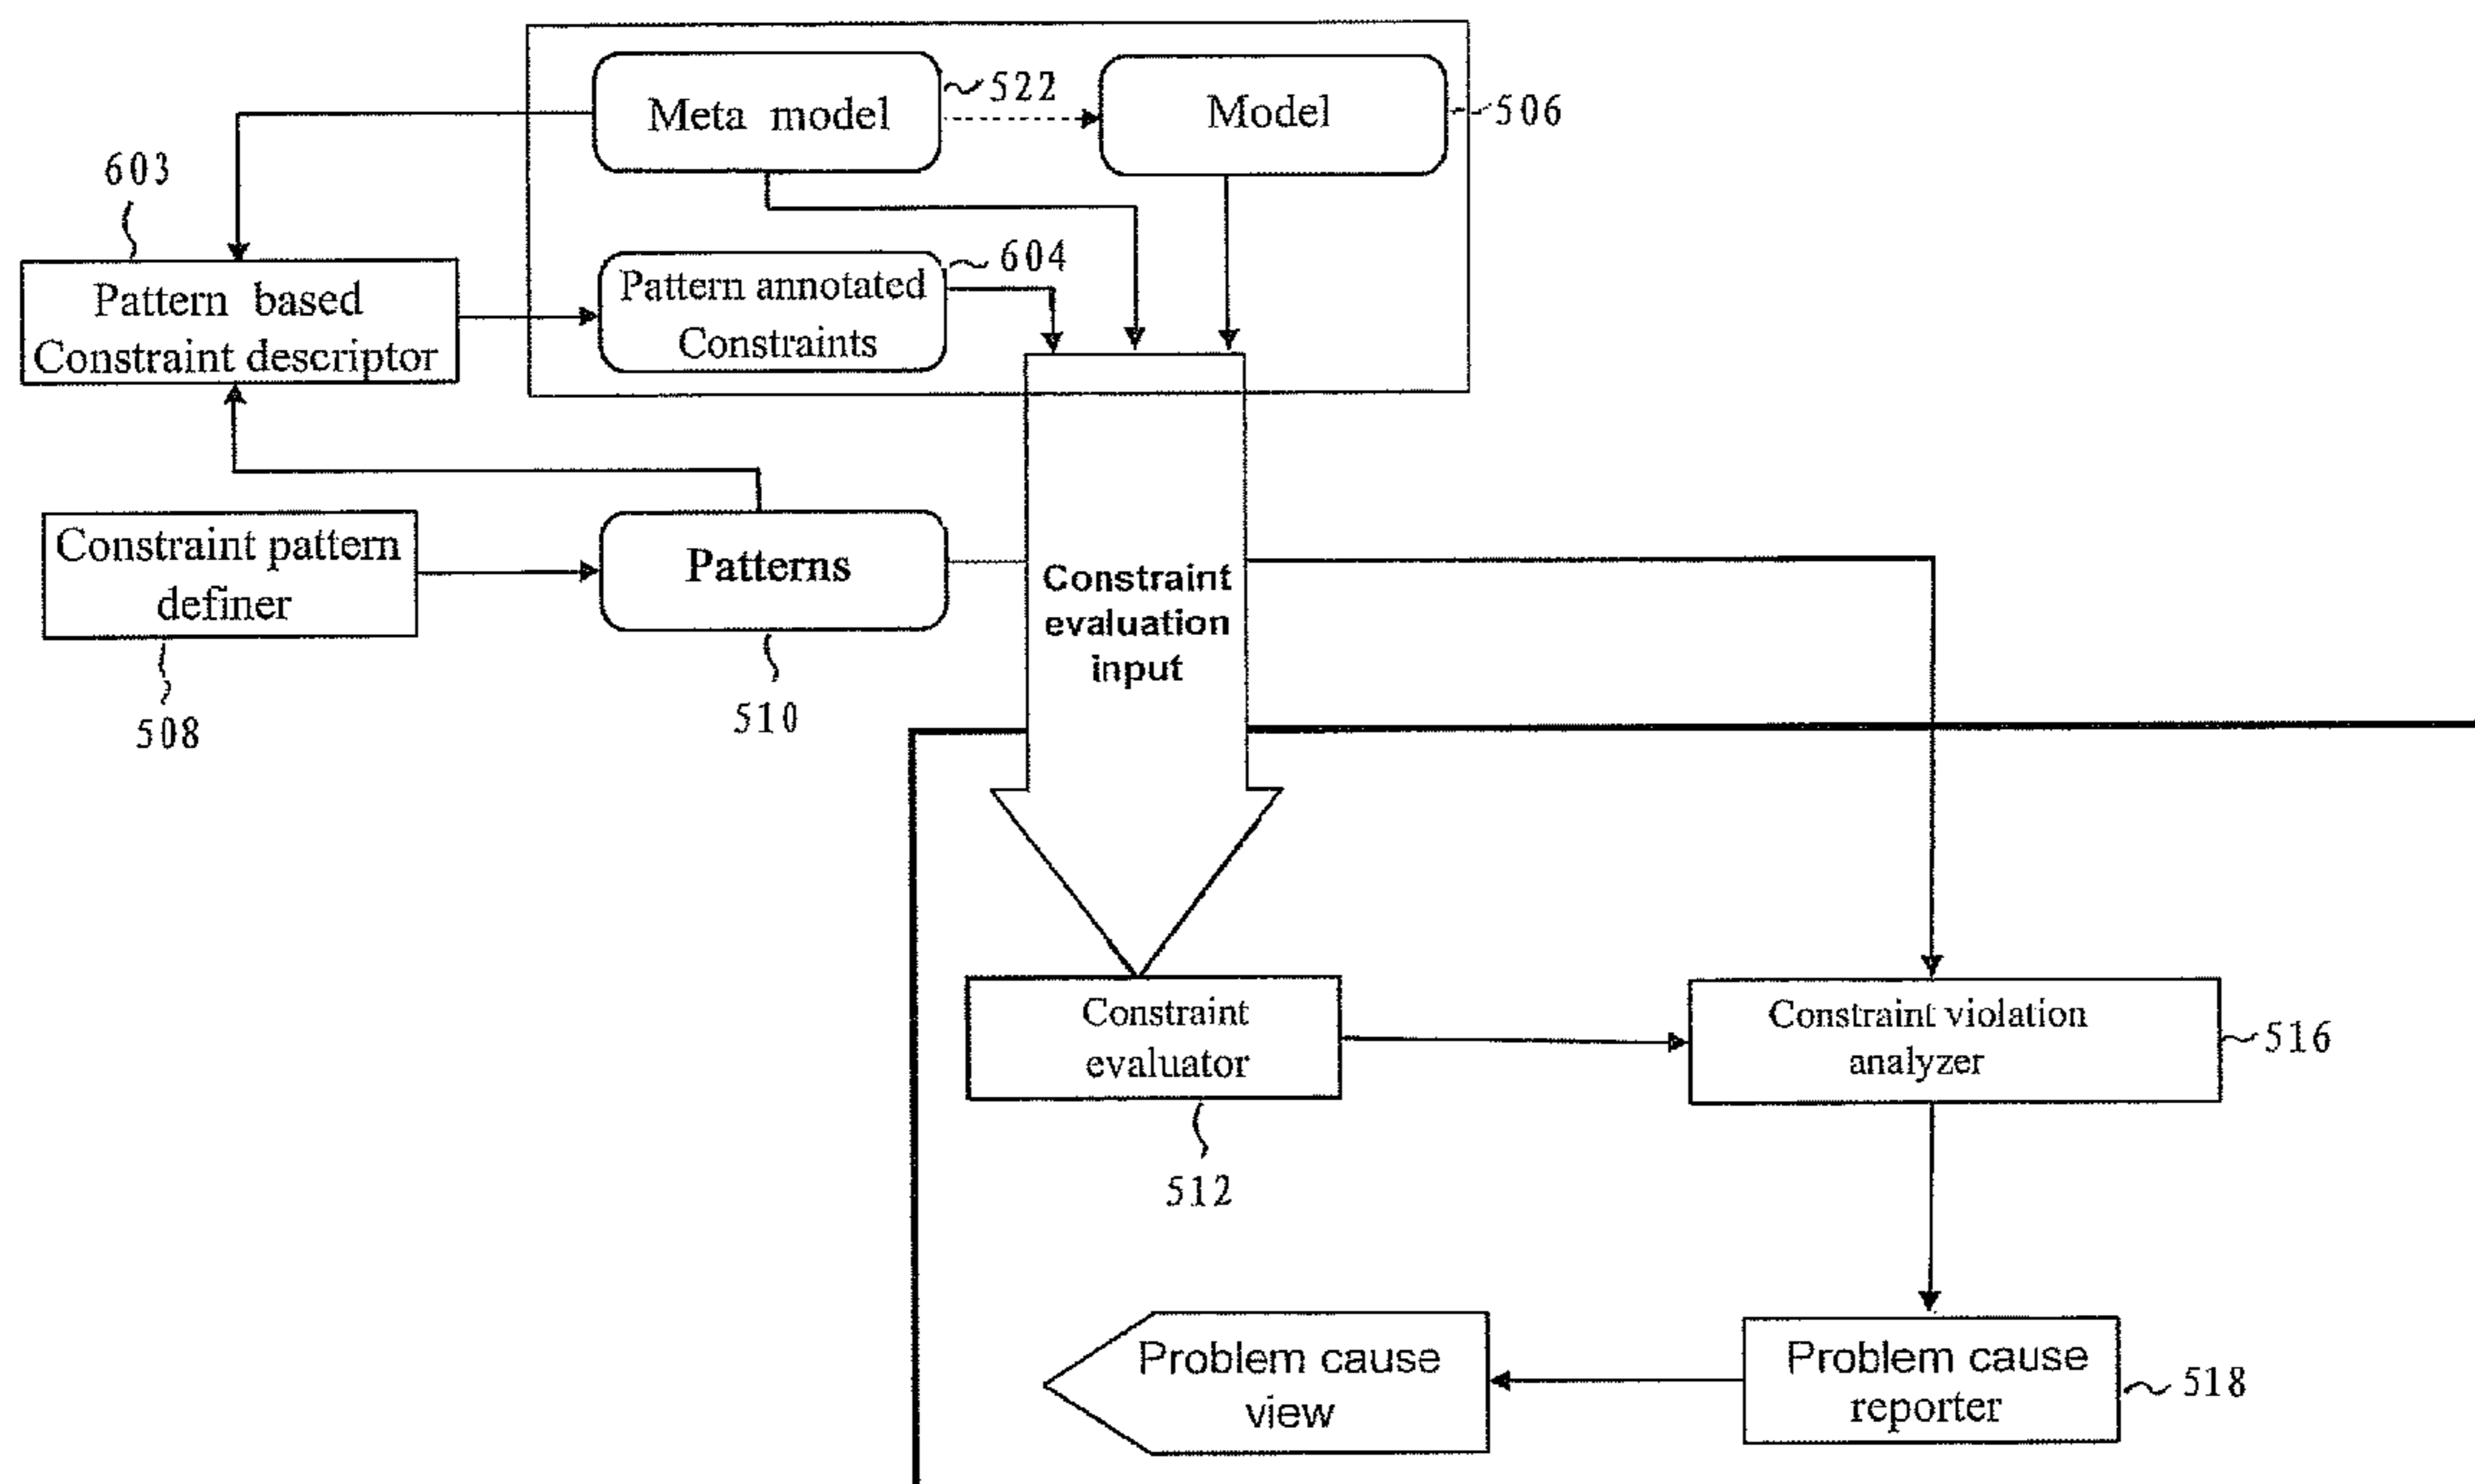 Meta model
522
Model
506
603
Pattern based
Constraint descriptor
Pattern annotated
Constraints
604
Constraint pattern
definer
508
Patterns
510
Constraint
evaluation
input
Constraint
evaluator
512
Constraint violation
analyzer
516
Problem cause
view
Problem cause
reporter
518